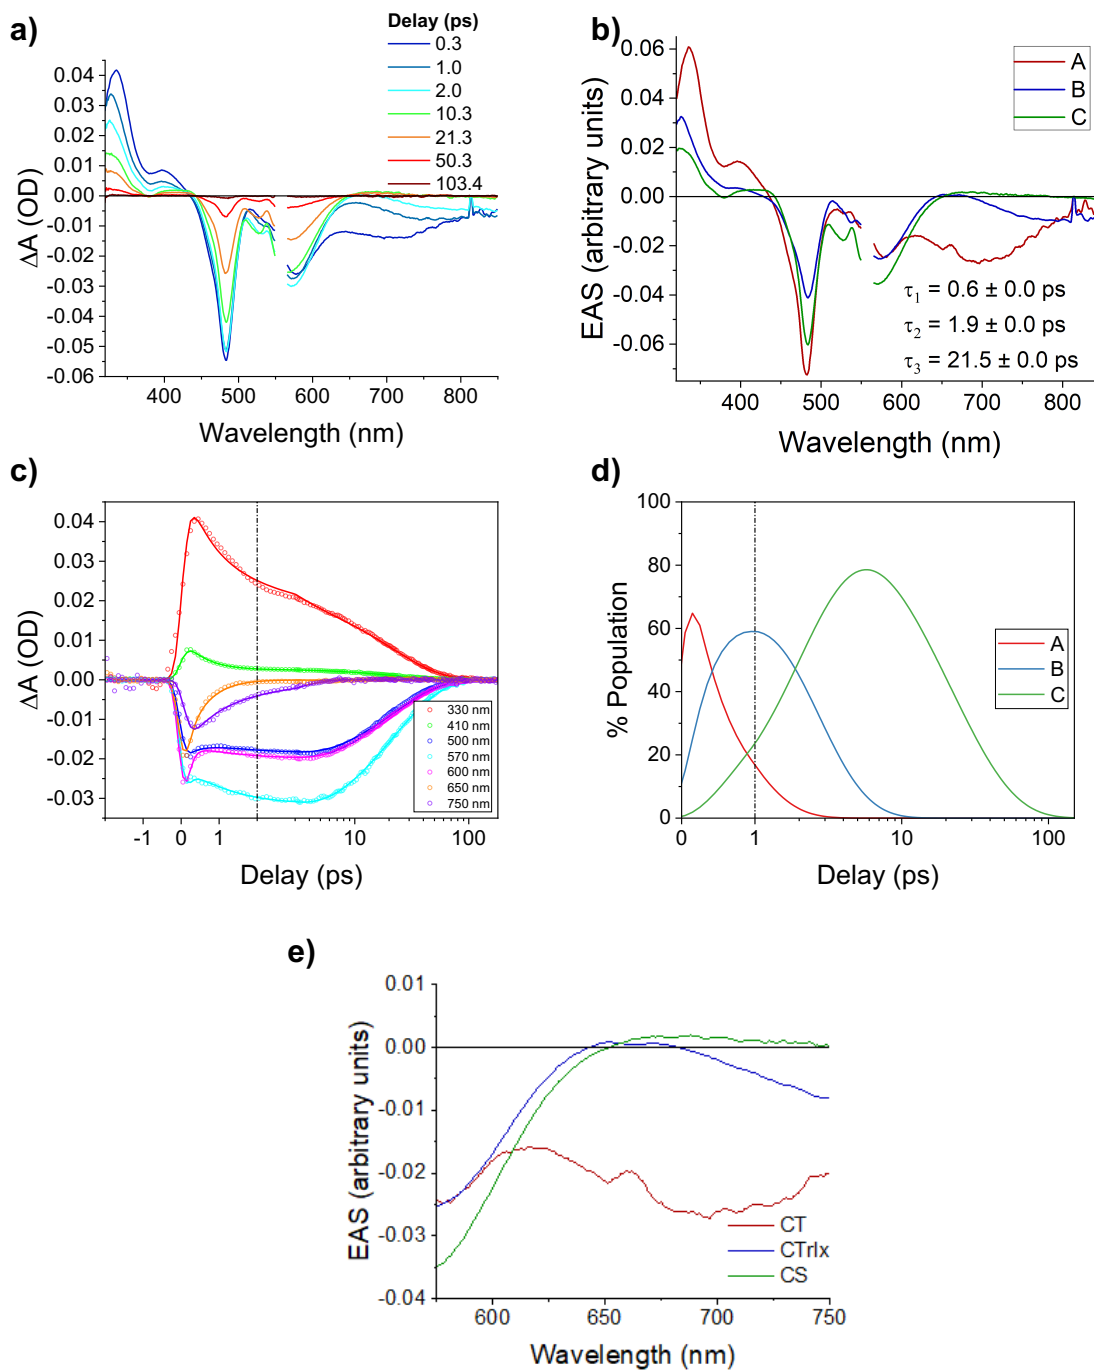 a)
Delay (ps)
0.3
1.0
2.0
10.3
21.3
50.3
103.4
0.04
0.03
0.02
0.01
0.00
-0.01
-0.02
-0.03
-0.04
-0.05
-0.06
ΔA (OD)
400 500 600 700 800
Wavelength (nm)
b)
A
B
C
0.06
0.04
0.02
0.00
-0.02
-0.04
-0.06
EAS (arbitrary units)
τ1 = 0.6 ± 0.0 ps
τ2 = 1.9 ± 0.0 ps
τ3 = 21.5 ± 0.0 ps
400 500 600 700 800
Wavelength (nm)
c)
0.04
0.03
0.02
0.01
0.00
-0.01
-0.02
-0.03
ΔA (OD)
330 nm
410 nm
500 nm
570 nm
600 nm
650 nm
750 nm
-1 0 1 10 100
Delay (ps)
d)
100
80
60
40
20
0
% Population
A
B
C
0 1 10 100
Delay (ps)
e)
0.01
0.00
-0.01
-0.02
-0.03
-0.04
EAS (arbitrary units)
CT
CTrlx
CS
600 650 700 750
Wavelength (nm)